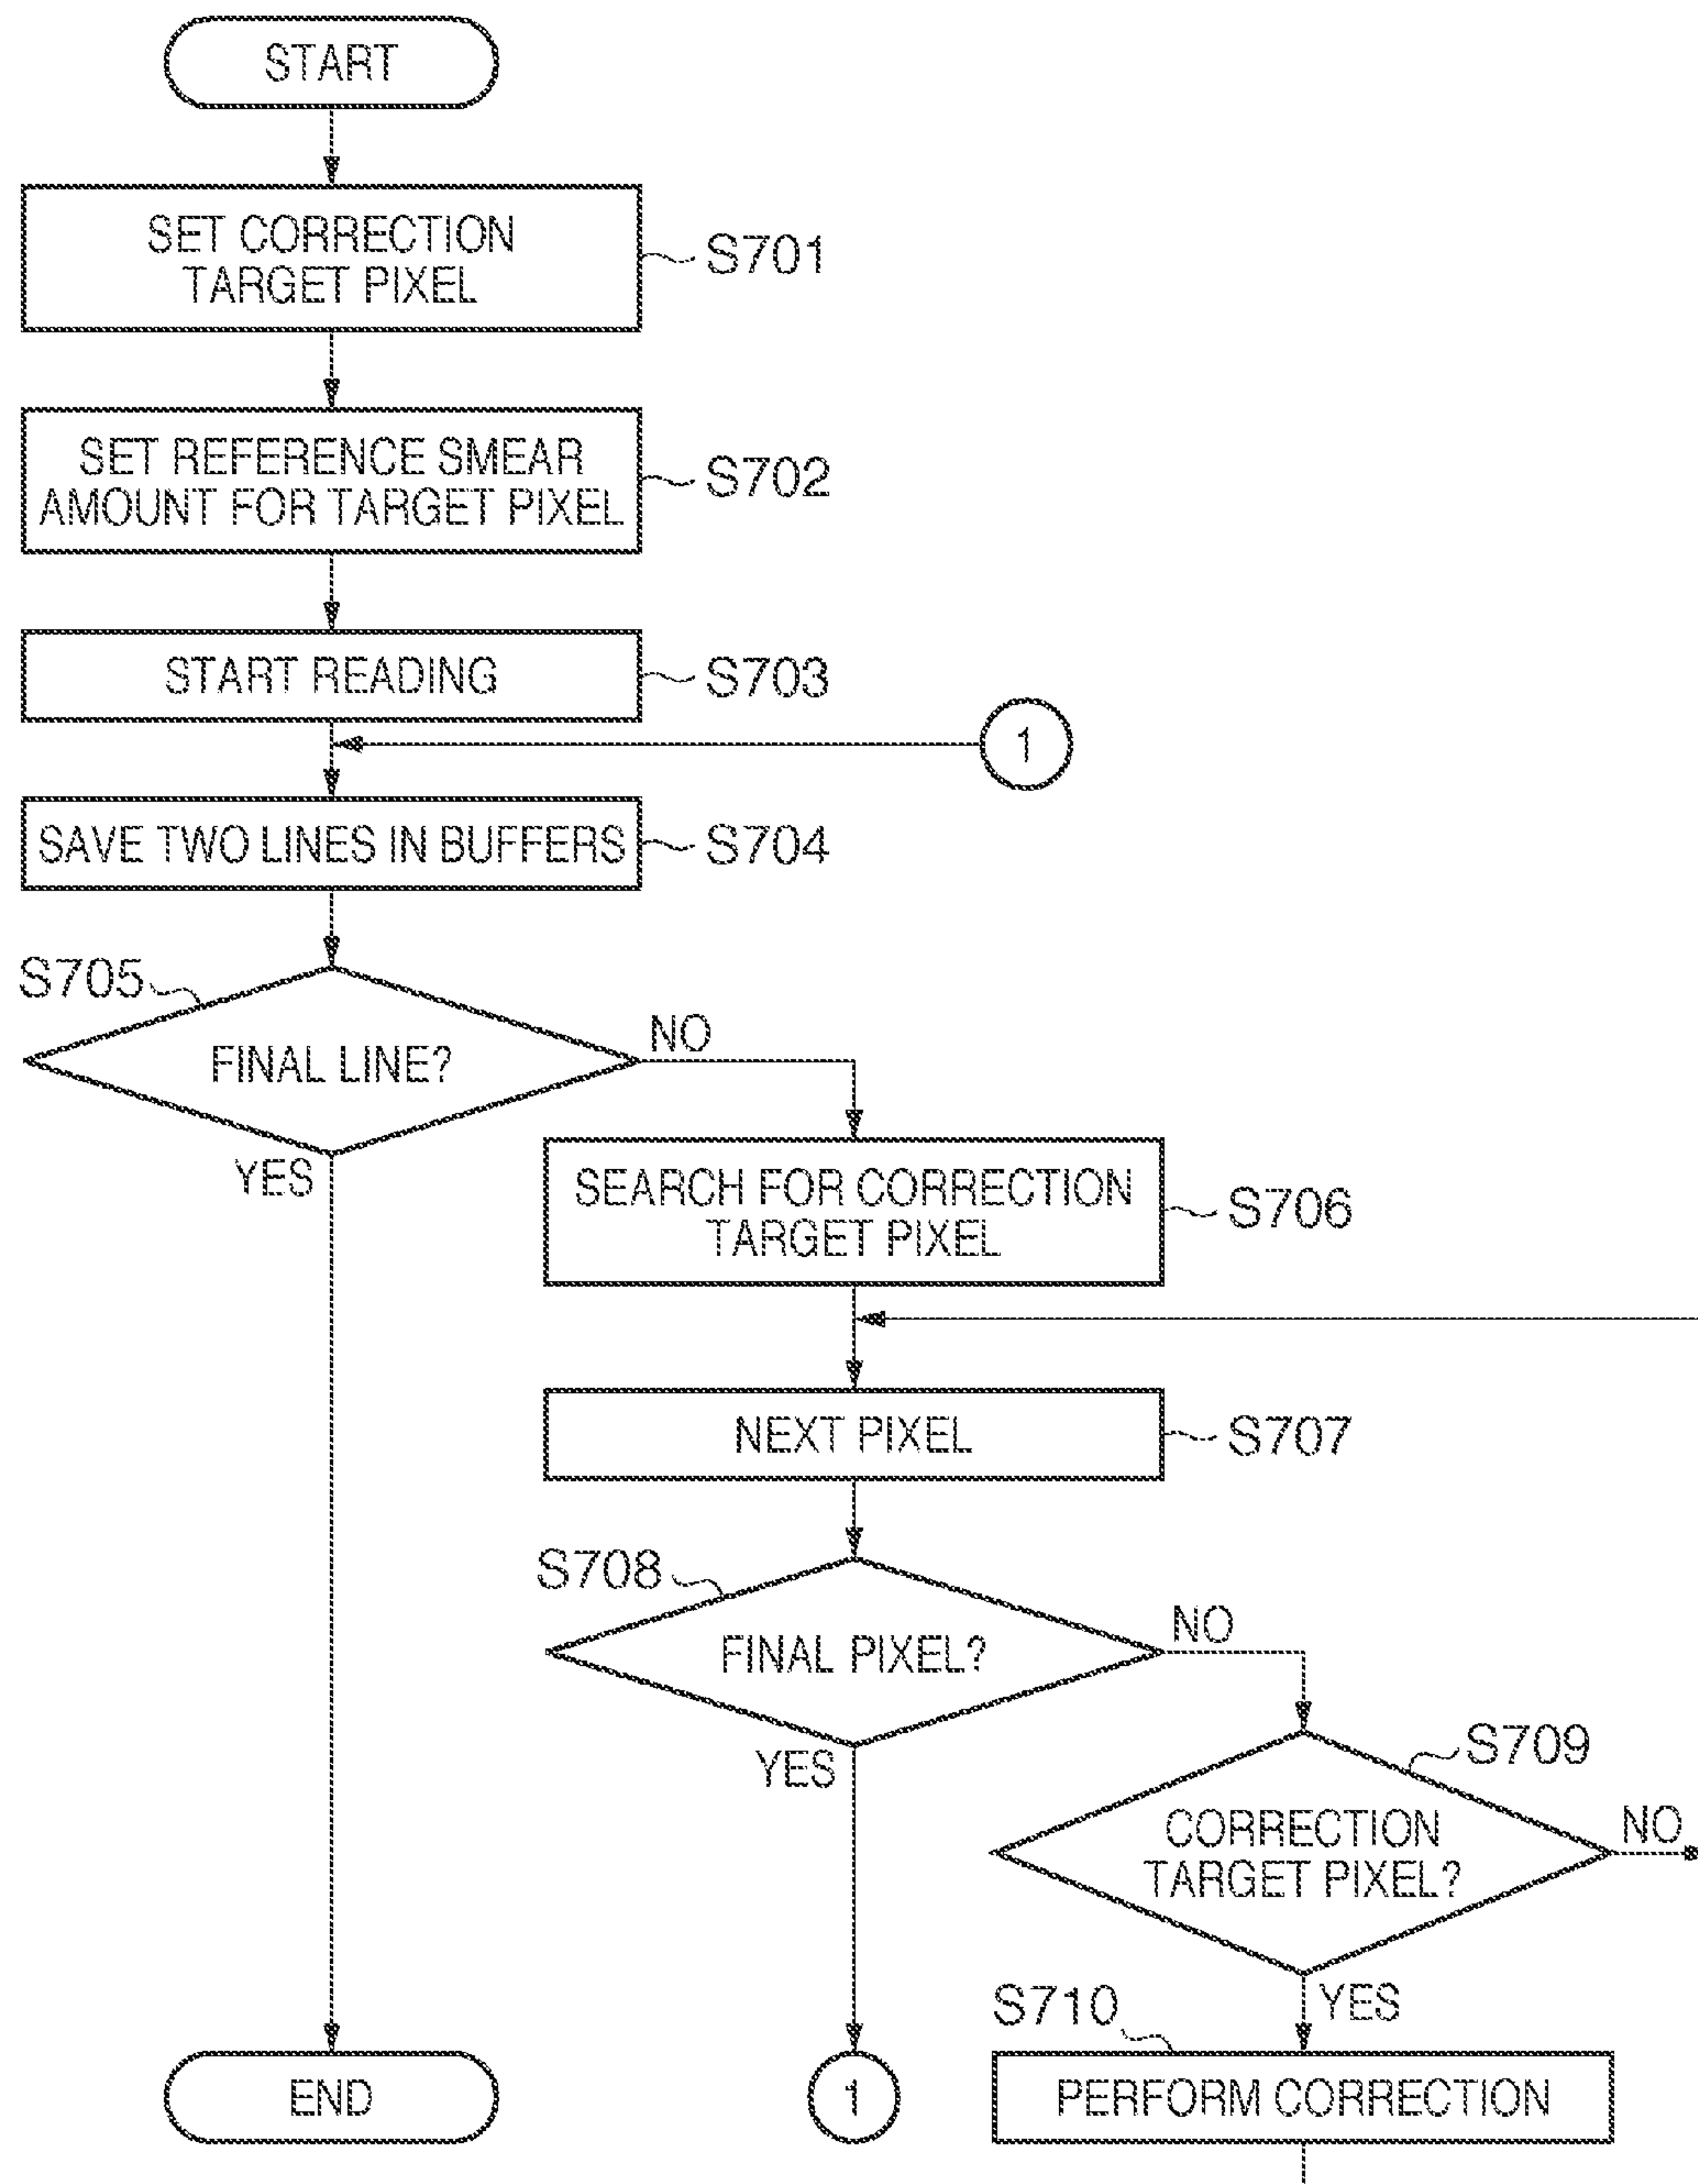 START
SET CORRECTION
TARGET PIXEL
S701
SET REFERENCE SMEAR
AMOUNT FOR TARGET PIXEL
S702
START READING
S703
1
SAVE TWO LINES IN BUFFERS
S704
S705
FINAL LINE?
NO
YES
SEARCH FOR CORRECTION
TARGET PIXEL
S706
NEXT PIXEL
S707
S708
FINAL PIXEL?
NO
YES
S709
CORRECTION
TARGET PIXEL?
NO
YES
S710
PERFORM CORRECTION
END
1